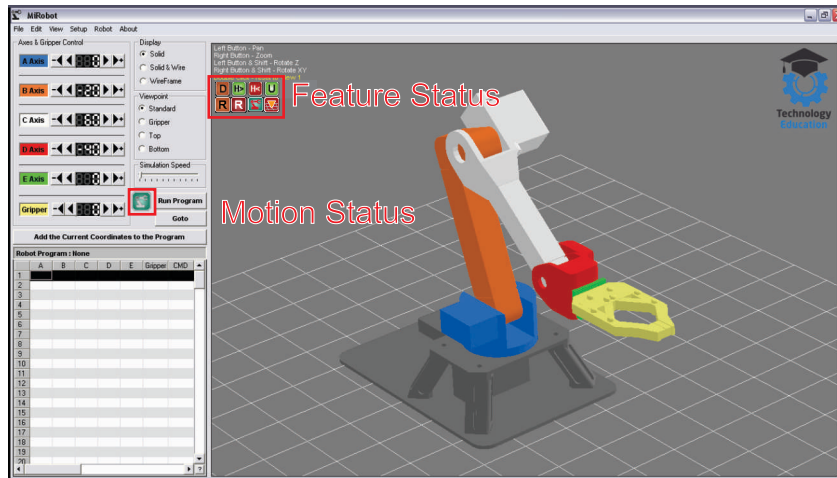 MiRobot
File Edit View Setup Robot About
Axes & Gripper Control
A Axis
B Axis
C Axis
D Axis
E Axis
Gripper
Display
Solid
Solid & Wire
WireFrame
Viewpoint
Standard
Gripper
Top
Bottom
Simulation Speed
Run Program
Goto
Add the Current Coordinates to the Program
Robot Program : None
A B C D E Gripper CMD
1
2
3
4
5
6
7
8
9
10
11
12
13
14
15
16
17
18
19
20
?
Left Button - Pan
Right Button - Zoom
Left Button & Shift - Rotate Z
Right Button & Shift - Rotate XY
D H> H< U
R R
Feature Status
Motion Status
Technology
Education